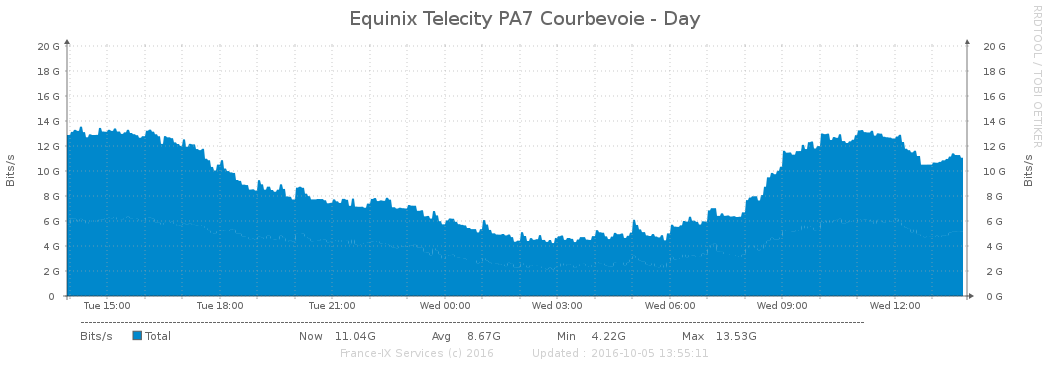 Equinix Telecity PA7 Courbevoie - Day
RRDTOOL / TOBI OETIKER
Bits/s
20 G 20 G
18 G 18 G
16 G 16 G
14 G 14 G
12 G 12 G
10 G 10 G
8 G 8 G
6 G 6 G
4 G 4 G
2 G 2 G
0 0 G
Bits/s
Tue 15:00 Tue 18:00 Tue 21:00 Wed 00:00 Wed 03:00 Wed 06:00 Wed 09:00 Wed 12:00
Bits/s Total Now 11.04G Avg 8.67G Min 4.22G Max 13.53G
France-IX Services (c) 2016 Updated : 2016-10-05 13:55:11